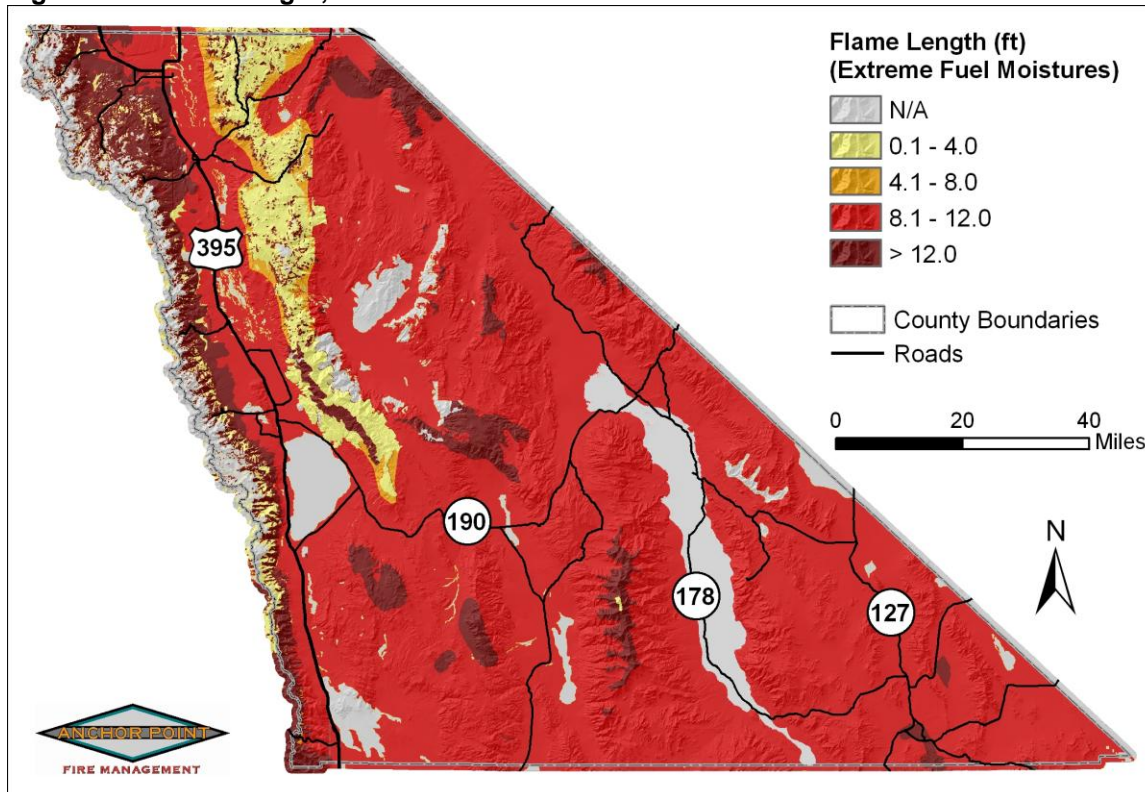 Flame Length (ft)
(Extreme Fuel Moistures)
N/A
0.1 - 4.0
4.1 - 8.0
8.1 - 12.0
> 12.0
County Boundaries
Roads
0 20 40
Miles
N
395
190
178
127
ANCHOR POINT
FIRE MANAGEMENT